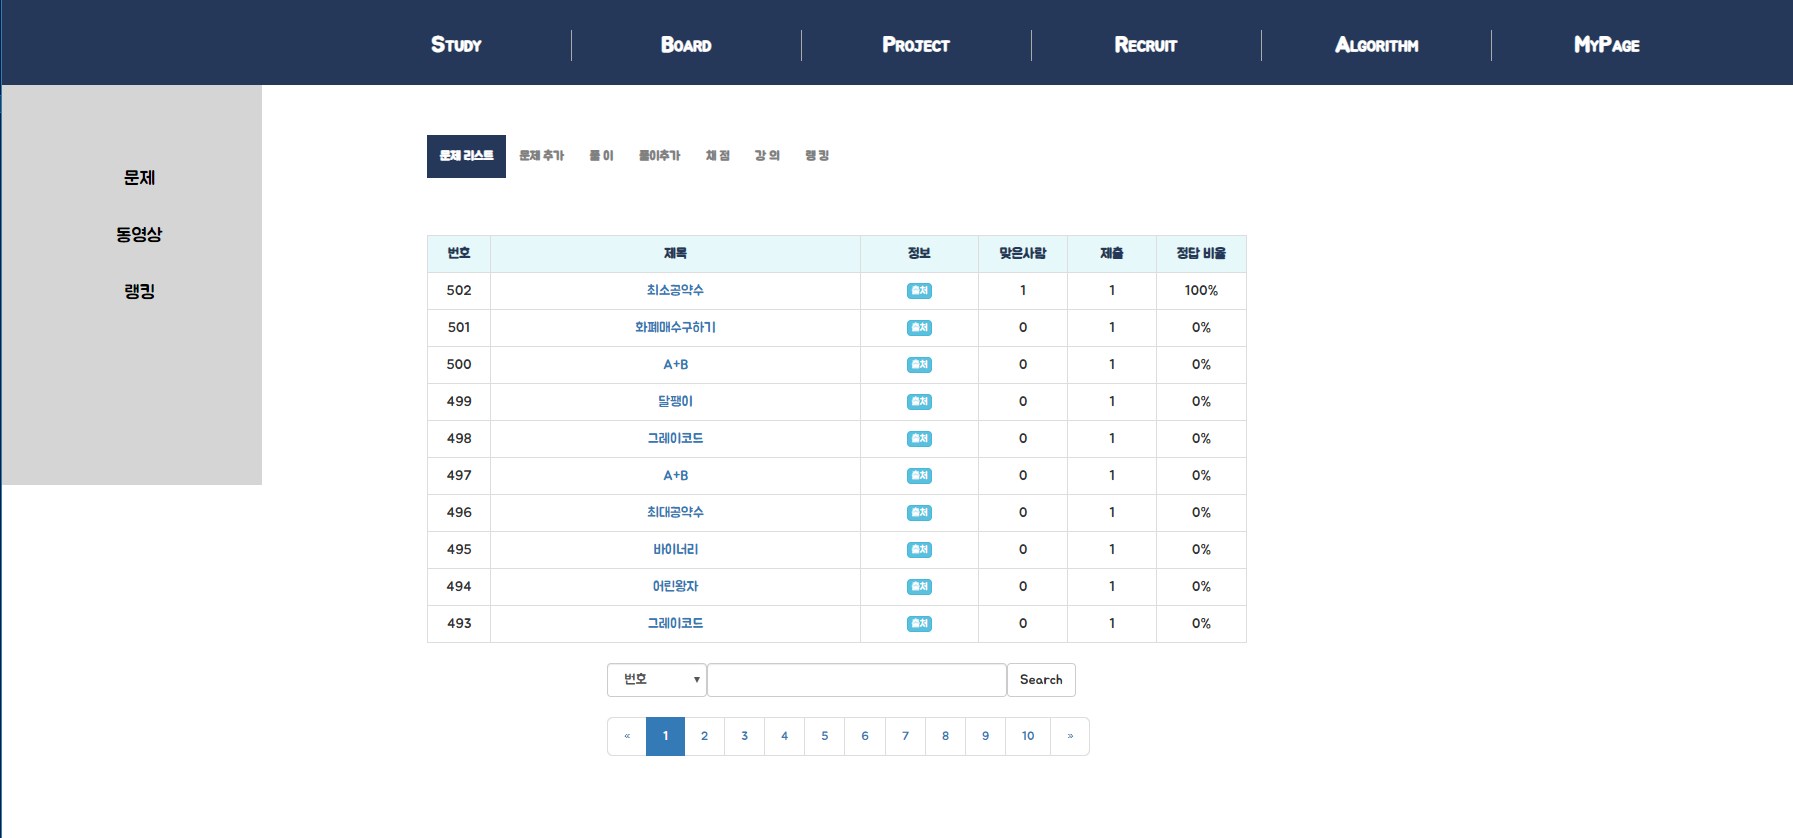 Study Board Project Recruit Algorithm MyPage
문제
동영상
랭킹
문제 리스트 문제 추가 풀 이 풀이추가 채 점 강 의 랭 킹
번호 제목 정보 맞은사람 제출 정답 비율
502 최소공약수 출처 1 1 100%
501 화폐매수구하기 출처 0 1 0%
500 A+B 출처 0 1 0%
499 달팽이 출처 0 1 0%
498 그레이코드 출처 0 1 0%
497 A+B 출처 0 1 0%
496 최대공약수 출처 0 1 0%
495 바이너리 출처 0 1 0%
494 어린왕자 출처 0 1 0%
493 그레이코드 출처 0 1 0%
번호 ▾ Search
« 1 2 3 4 5 6 7 8 9 10 »